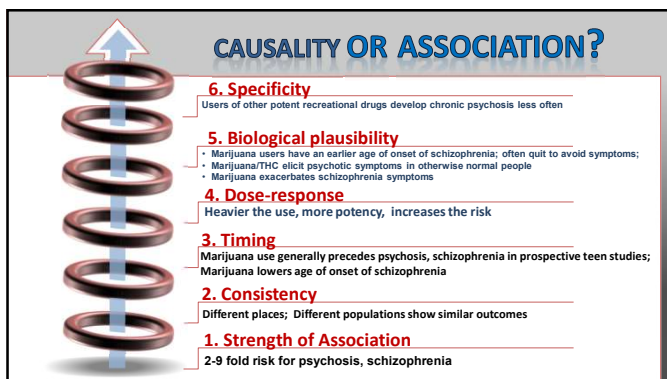 CAUSALITY OR ASSOCIATION?
6. Specificity
Users of other potent recreational drugs develop chronic psychosis less often
5. Biological plausibility
• Marijuana users have an earlier age of onset of schizophrenia; often quit to avoid symptoms;
• Marijuana/THC elicit psychotic symptoms in otherwise normal people
• Marijuana exacerbates schizophrenia symptoms
4. Dose-response
Heavier the use, more potency, increases the risk
3. Timing
Marijuana use generally precedes psychosis, schizophrenia in prospective teen studies;
Marijuana lowers age of onset of schizophrenia
2. Consistency
Different places; Different populations show similar outcomes
1. Strength of Association
2-9 fold risk for psychosis, schizophrenia